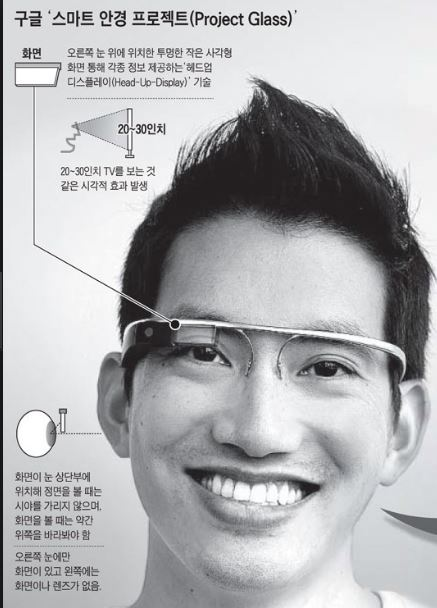 구글 '스마트 안경 프로젝트(Project Glass)'
화면
오른쪽 눈 위에 위치한 투명한 작은 사각형
화면 통해 각종 정보 제공하는'헤드업
디스플레이(Head-Up-Display)' 기술
20~30인치
20~30인치 TV를 보는 것
같은 시각적 효과 발생
화면이 눈 상단부에
위치해 정면을 볼 때는
시야를 가리지 않으며,
화면을 볼 때는 약간
위쪽을 바라봐야 함
오른쪽 눈에만
화면이 있고 왼쪽에는
화면이나 렌즈가 없음.